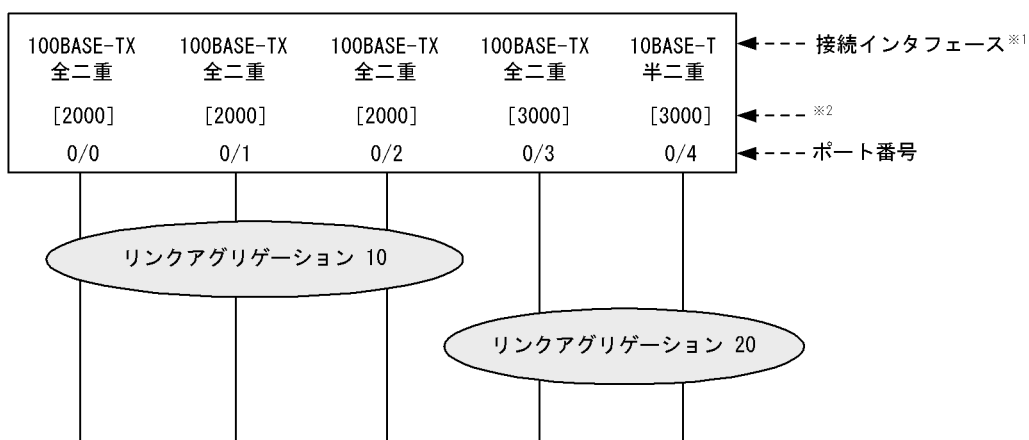 100BASE-TX 100BASE-TX 100BASE-TX 100BASE-TX 10BASE-T 接続インタフェース※1
全二重 全二重 全二重 全二重 半二重
[2000] [2000] [2000] [3000] [3000] ※2
0/0 0/1 0/2 0/3 0/4 ポート番号
リンクアグリゲーション 10
リンクアグリゲーション 20